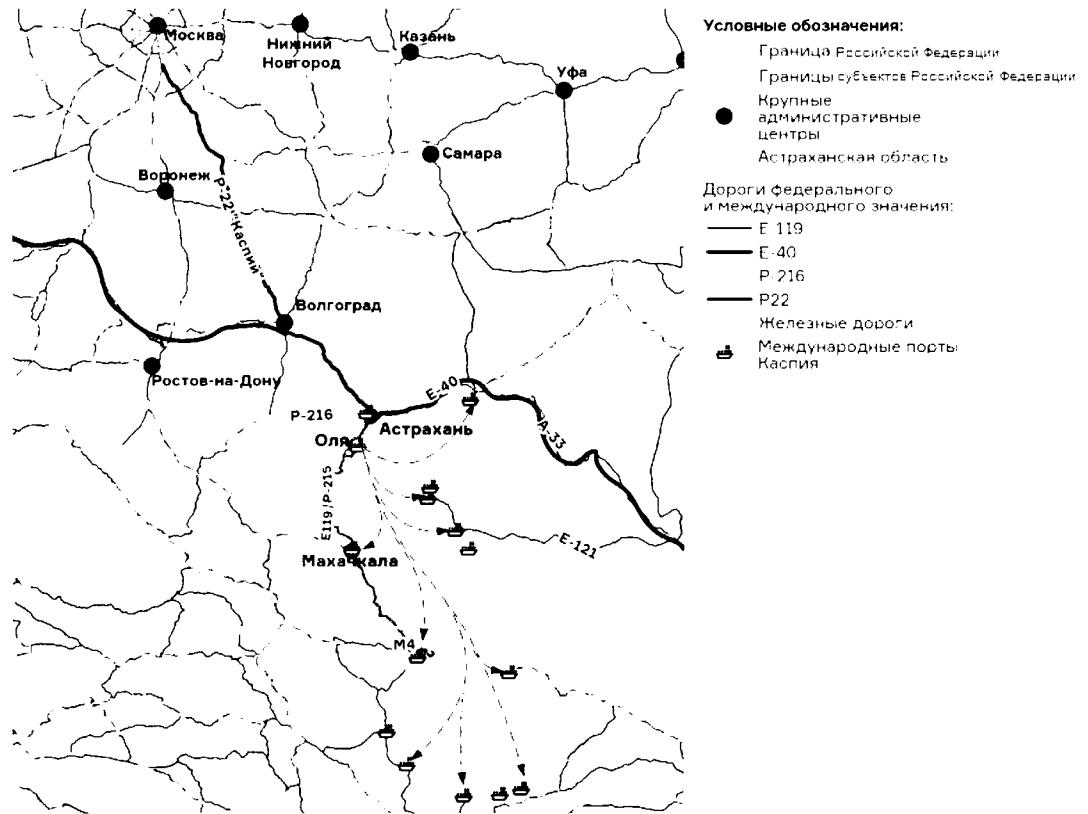 Москва
Нижний
Новгород
Казань
Уфа
Самара
Воронеж
Р-22 "Каспий"
Волгоград
Ростов-на-Дону
Р-216
Е-40
Астрахань
Оля
А-33
Е119/Р-215
Е-121
Махачкала
М4
Условные обозначения:
Граница Российской Федерации
Границы субъектов Российской Федерации
Крупные
административные
центры
Астраханская область
Дороги федерального
и международного значения:
Е 119
Е-40
Р-216
Р22
Железные дороги
Международные порты
Каспия